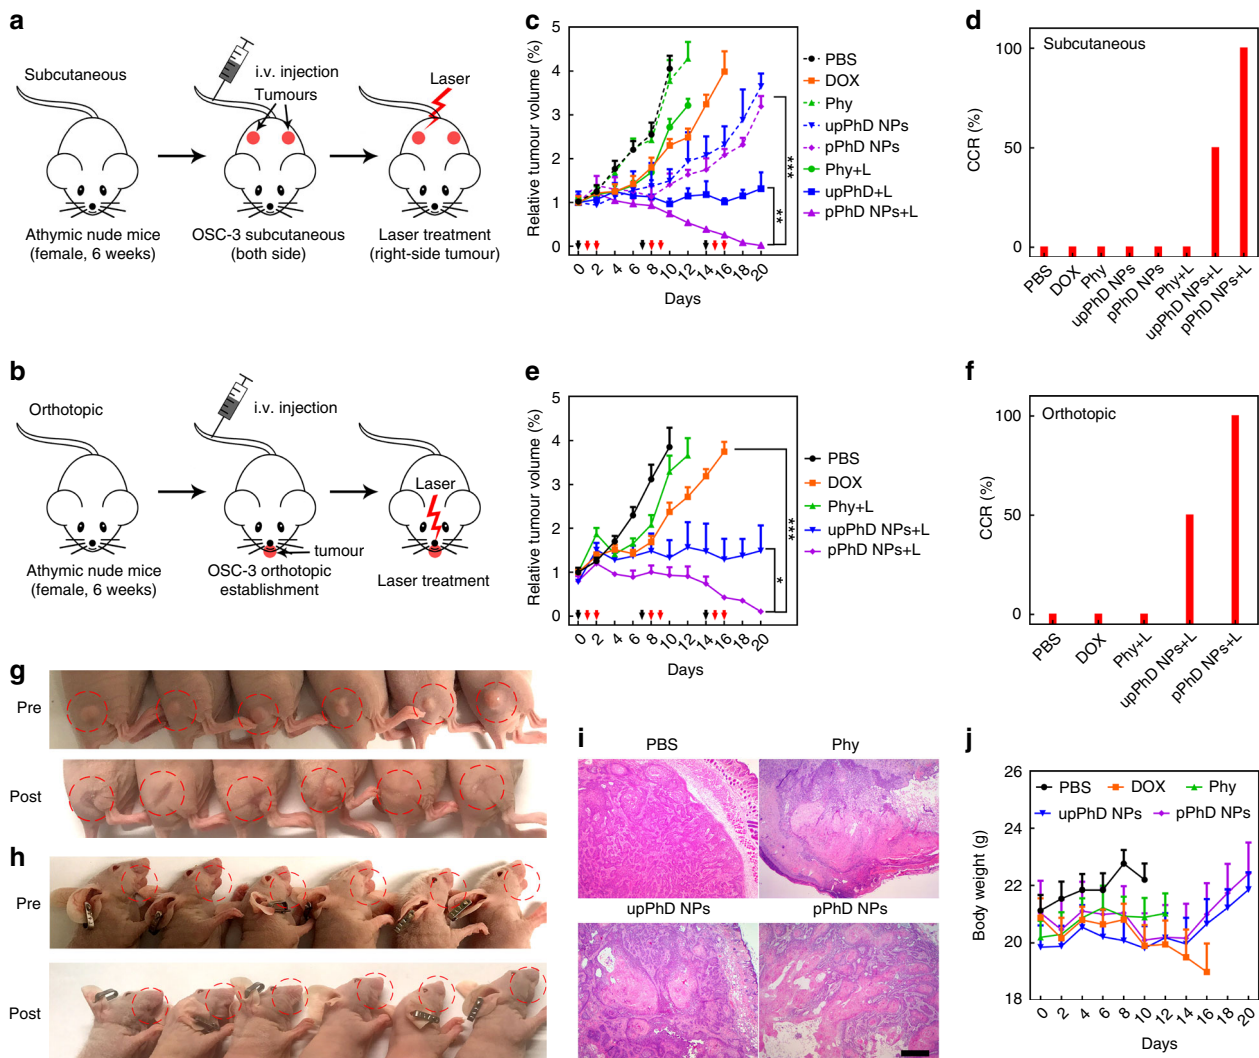 a
Subcutaneous
i.v. injection
Tumours
Laser
Athymic nude mice
(female, 6 weeks)
OSC-3 subcutaneous
(both side)
Laser treatment
(right-side tumour)
b
Orthotopic
i.v. injection
Laser
tumour
Athymic nude mice
(female, 6 weeks)
OSC-3 orthotopic
establishment
Laser treatment
c
Relative tumour volume (%)
5
4
3
2
1
0
0 2 4 6 8 10 12 14 16 18 20
Days
PBS
DOX
Phy
upPhD NPs
pPhD NPs
Phy+L
upPhD+L
pPhD NPs+L
***
**
d
Subcutaneous
CCR (%)
100
50
0
PBS
DOX
Phy
upPhD NPs
pPhD NPs
Phy+L
upPhD NPs+L
pPhD NPs+L
e
Relative tumour volume (%)
5
4
3
2
1
0
0 2 4 6 8 10 12 14 16 18 20
Days
PBS
DOX
Phy+L
upPhD NPs+L
pPhD NPs+L
***
*
f
Orthotopic
CCR (%)
100
50
0
PBS
DOX
Phy+L
upPhD NPs+L
pPhD NPs+L
g
Pre
Post
h
Pre
Post
i
PBS
Phy
upPhD NPs
pPhD NPs
j
Body weight (g)
26
24
22
20
18
PBS DOX Phy
upPhD NPs pPhD NPs
0 2 4 6 8 10 12 14 16 18 20
Days